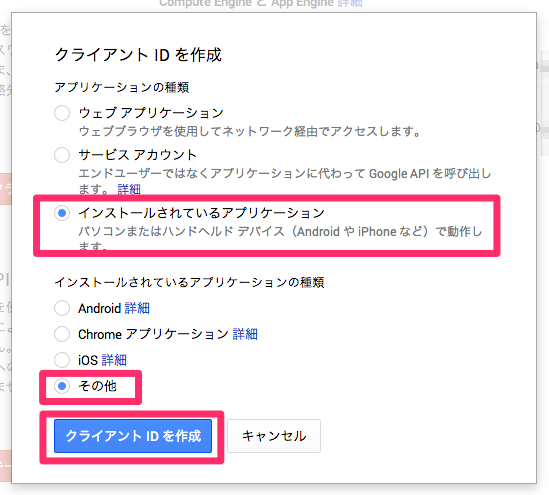 Compute Engine と App Engine 詳細
クライアント ID を作成
アプリケーションの種類
ウェブ アプリケーション
ウェブブラウザを使用してネットワーク経由でアクセスします。
サービス アカウント
エンドユーザーではなくアプリケーションに代わって Google API を呼び出し
ます。 詳細
インストールされているアプリケーション
パソコンまたはハンドヘルド デバイス（Android や iPhone など）で動作し
ます。
インストールされているアプリケーションの種類
Android 詳細
Chrome アプリケーション 詳細
iOS 詳細
その他
クライアント ID を作成
キャンセル